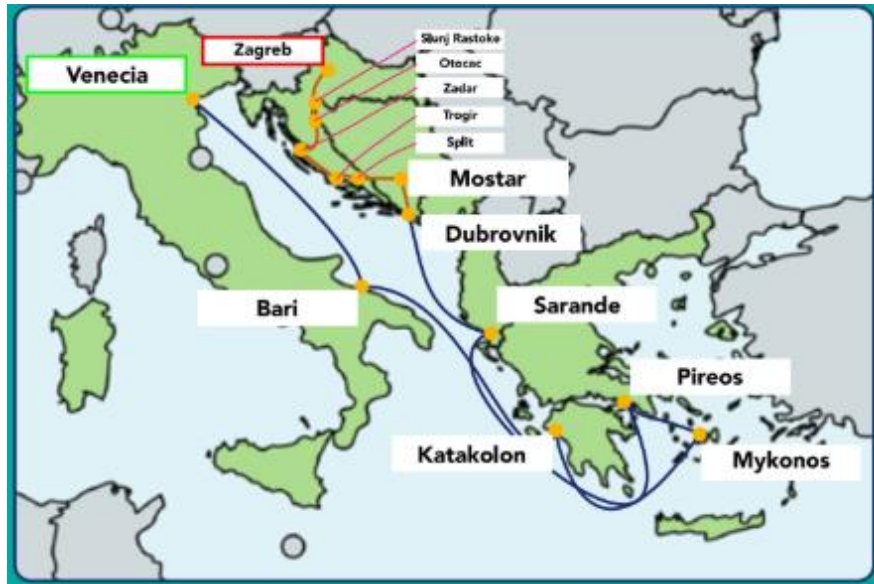 Zagreb
Slunj Rastoke
Venecia
Otocac
Zadar
Trogir
Split
Mostar
Dubrovnik
Bari
Sarande
Pireos
Katakolon
Mykonos